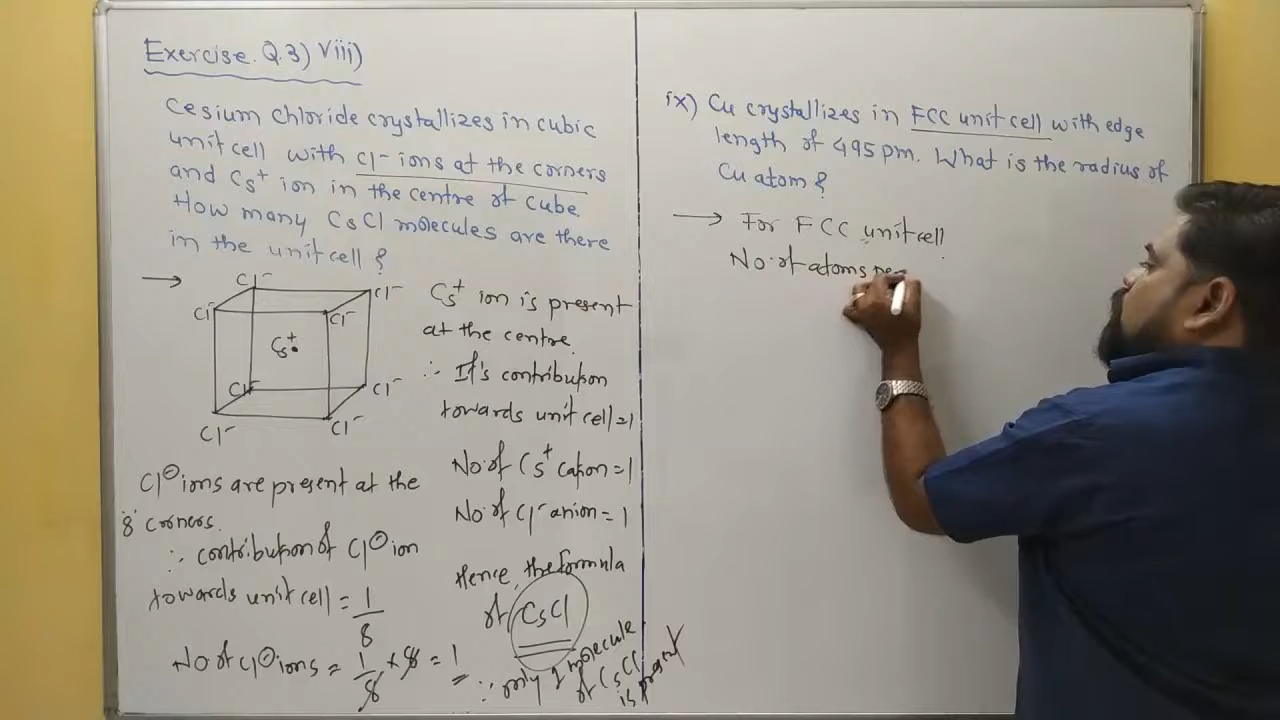 Exercise. Q.3) viii)
Cesium chloride crystallizes in cubic
unit cell with Cl⁻ ions at the corners
and Cs⁺ ion in the centre of cube.
How many CsCl molecules are there
in the unit cell ?
→
Cl⁻
Cl⁻
Cl⁻
Cl⁻
Cs⁺
Cl⁻
Cl⁻
Cl⁻
Cl⁻
Cl⊖ ions are present at the
8 corners.
∴ contribution of Cl⊖ ion
towards unit cell = 1/8
No of Cl⊖ ions = 1/8 × 8 = 1
Cs⁺ ion is present
at the centre.
∴ It's contribution
towards unit cell = 1
No. of Cs⁺ cation = 1
No. of Cl⁻ anion = 1
Hence, the formula
of CsCl
∵ only 1 molecule
of CsCl
is present
ix) Cu crystallizes in FCC unit cell with edge
length of 495 pm. What is the radius of
Cu atom ?
→ For FCC unit cell
No. of atoms per